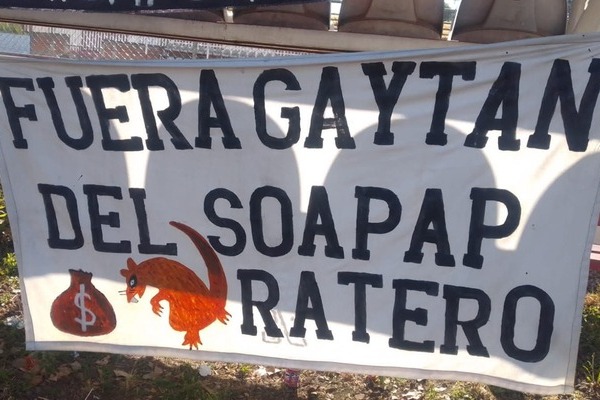 FUERA GAYTAN
DEL SOAPAP
$ RATERO